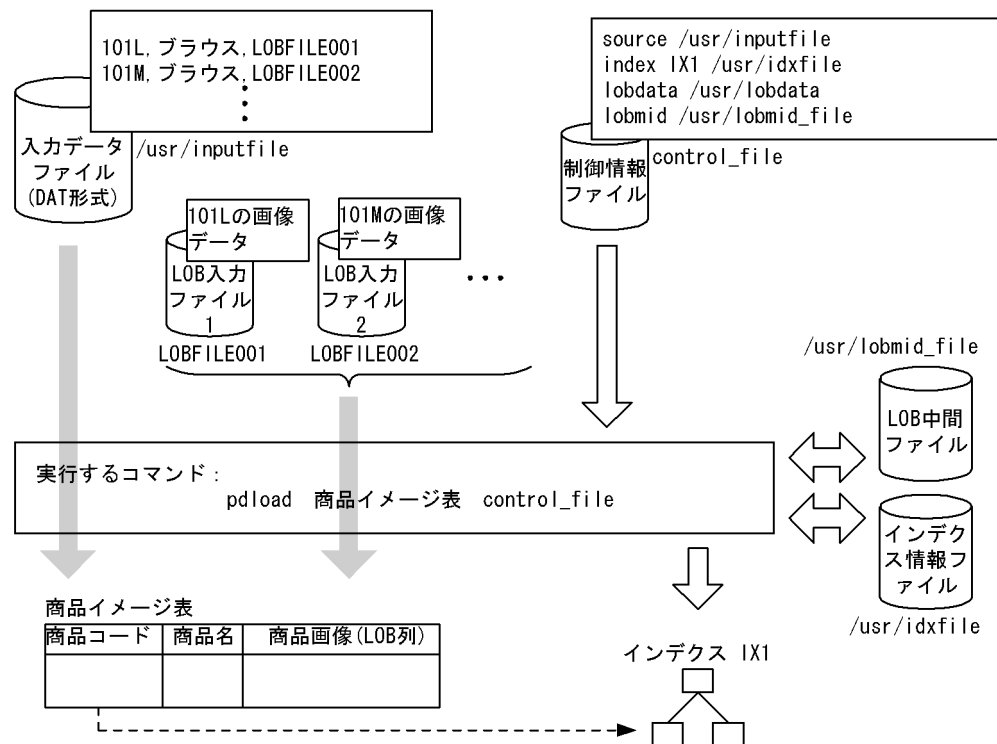 101L,ブラウス,LOBFILE001
101M,ブラウス,LOBFILE002
入力データ
ファイル
(DAT形式)
/usr/inputfile
source /usr/inputfile
index IX1 /usr/idxfile
lobdata /usr/lobdata
lobmid /usr/lobmid_file
制御情報
ファイル
control_file
101Lの画像
データ
LOB入力
ファイル
1
LOBFILE001
101Mの画像
データ
LOB入力
ファイル
2
LOBFILE002
/usr/lobmid_file
LOB中間
ファイル
実行するコマンド:
pdload 商品イメージ表 control_file
インデク
ス情報フ
ァイル
/usr/idxfile
商品イメージ表
商品コード 商品名 商品画像(LOB列)
インデクス IX1